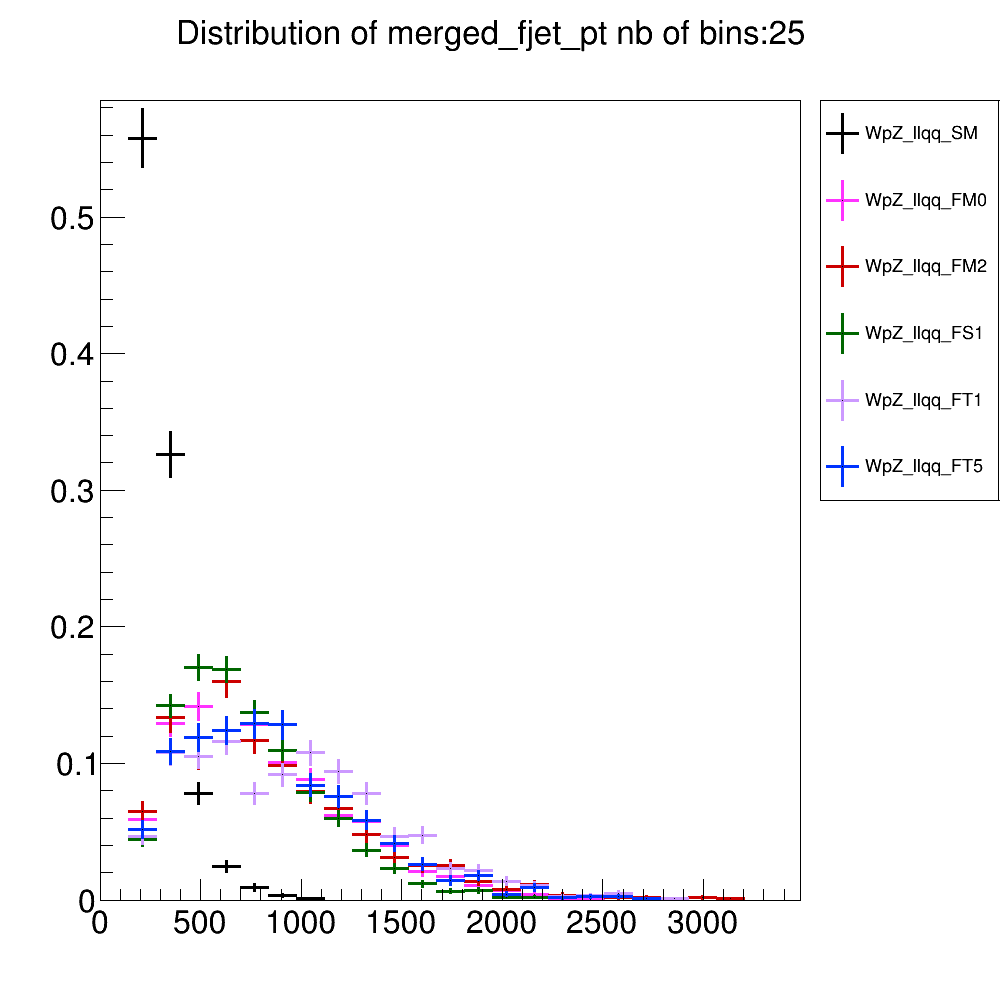 Distribution of merged_fjet_pt nb of bins:25
WpZ_llqq_SM
WpZ_llqq_FM0
WpZ_llqq_FM2
WpZ_llqq_FS1
WpZ_llqq_FT1
WpZ_llqq_FT5
0.5
0.4
0.3
0.2
0.1
0
0 500 1000 1500 2000 2500 3000